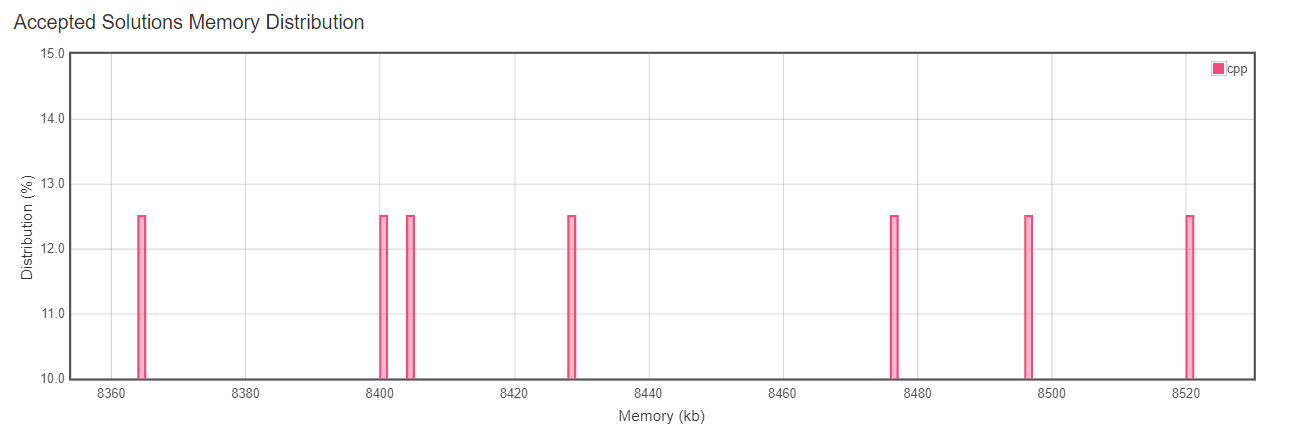 Accepted Solutions Memory Distribution
15.0
cpp
14.0
13.0
12.0
11.0
10.0
Distribution (%)
8360 8380 8400 8420 8440 8460 8480 8500 8520
Memory (kb)